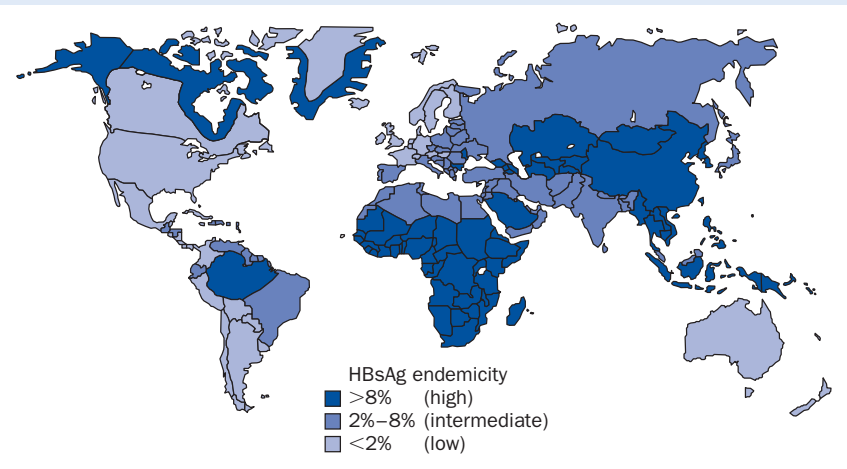 HBsAg endemicity
>8% (high)
2%–8% (intermediate)
<2% (low)